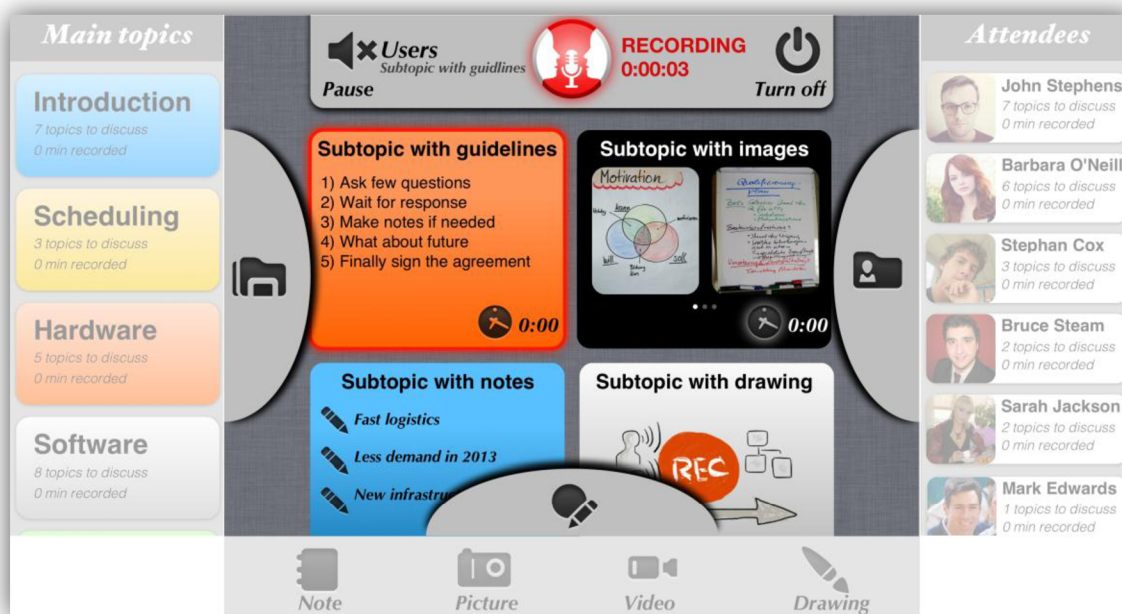 Main topics
Introduction
7 topics to discuss
0 min recorded
Scheduling
3 topics to discuss
0 min recorded
Hardware
5 topics to discuss
0 min recorded
Software
8 topics to discuss
0 min recorded
Pause
Users
Subtopic with guidlines
RECORDING
0:00:03
Turn off
Subtopic with guidelines
1) Ask few questions
2) Wait for response
3) Make notes if needed
4) What about future
5) Finally sign the agreement
0:00
Subtopic with images
Motivation
will
0:00
Subtopic with notes
Fast logistics
Less demand in 2013
New infrastru
Subtopic with drawing
REC
Note
Picture
Video
Drawing
Attendees
John Stephens
7 topics to discuss
0 min recorded
Barbara O'Neill
6 topics to discuss
0 min recorded
Stephan Cox
3 topics to discuss
0 min recorded
Bruce Steam
2 topics to discuss
0 min recorded
Sarah Jackson
2 topics to discuss
0 min recorded
Mark Edwards
1 topics to discuss
0 min recorded